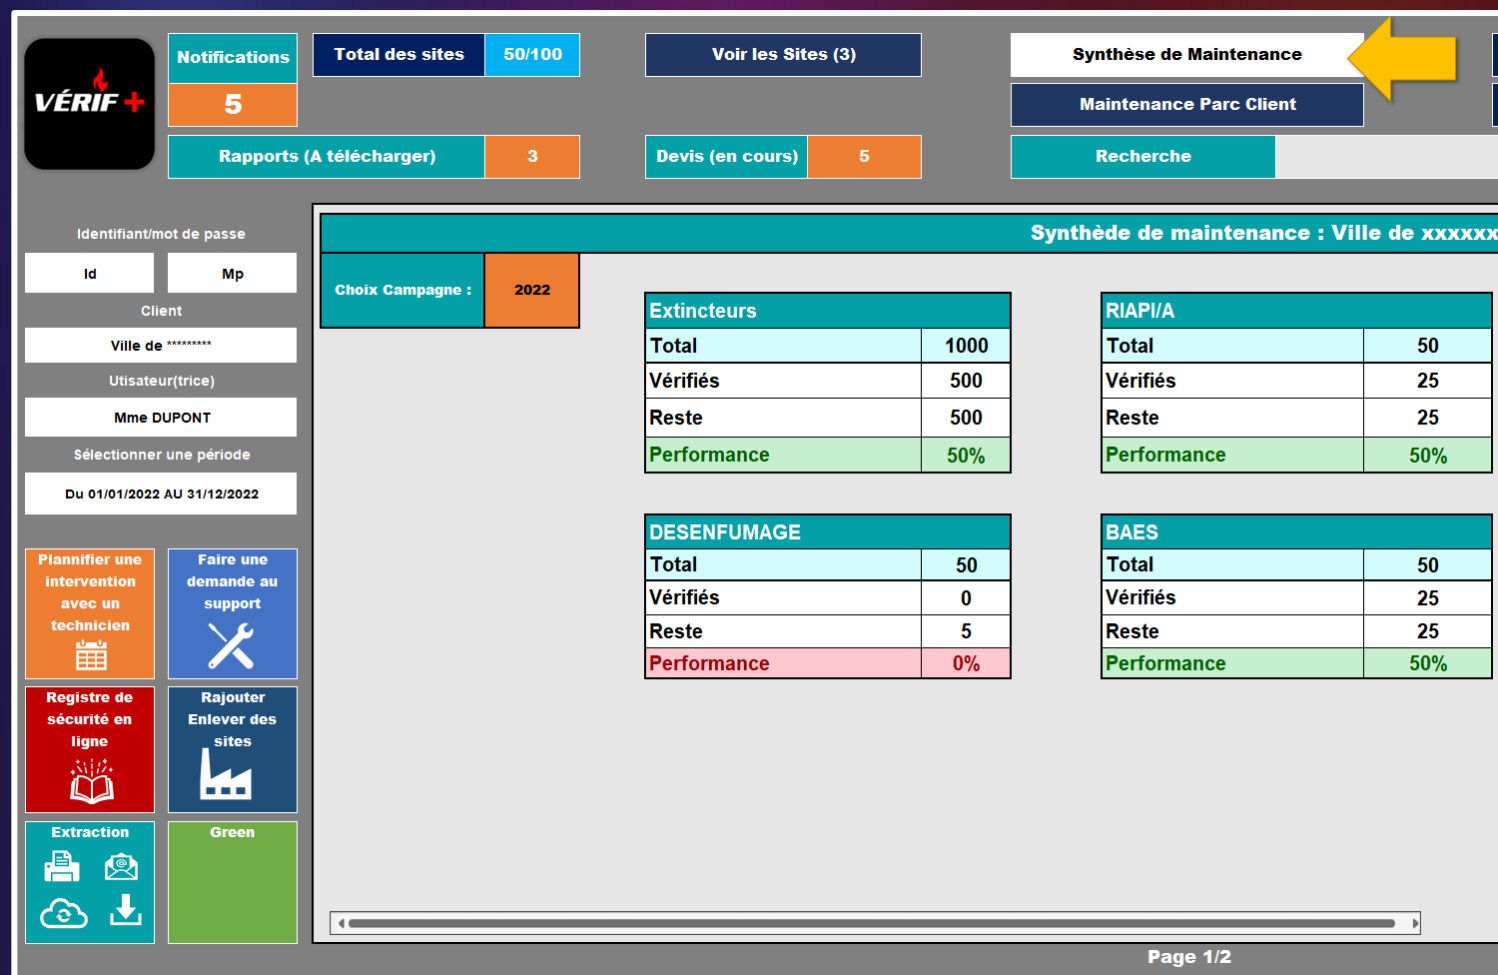 VÉRIF+
Notifications
5
Total des sites 50/100
Voir les Sites (3)
Synthèse de Maintenance
Maintenance Parc Client
Rapports (A télécharger) 3
Devis (en cours) 5
Recherche
Identifiant/mot de passe
Id Mp
Client
Ville de *********
Utisateur(trice)
Mme DUPONT
Sélectionner une période
Du 01/01/2022 AU 31/12/2022
Plannifier une
intervention
avec un
technicien
Faire une
demande au
support
Registre de
sécurité en
ligne
Rajouter
Enlever des
sites
Extraction
Green
Synthède de maintenance : Ville de xxxxxx
Choix Campagne : 2022
Extincteurs
Total 1000
Vérifiés 500
Reste 500
Performance 50%
RIAPI/A
Total 50
Vérifiés 25
Reste 25
Performance 50%
DESENFUMAGE
Total 50
Vérifiés 0
Reste 5
Performance 0%
BAES
Total 50
Vérifiés 25
Reste 25
Performance 50%
Page 1/2